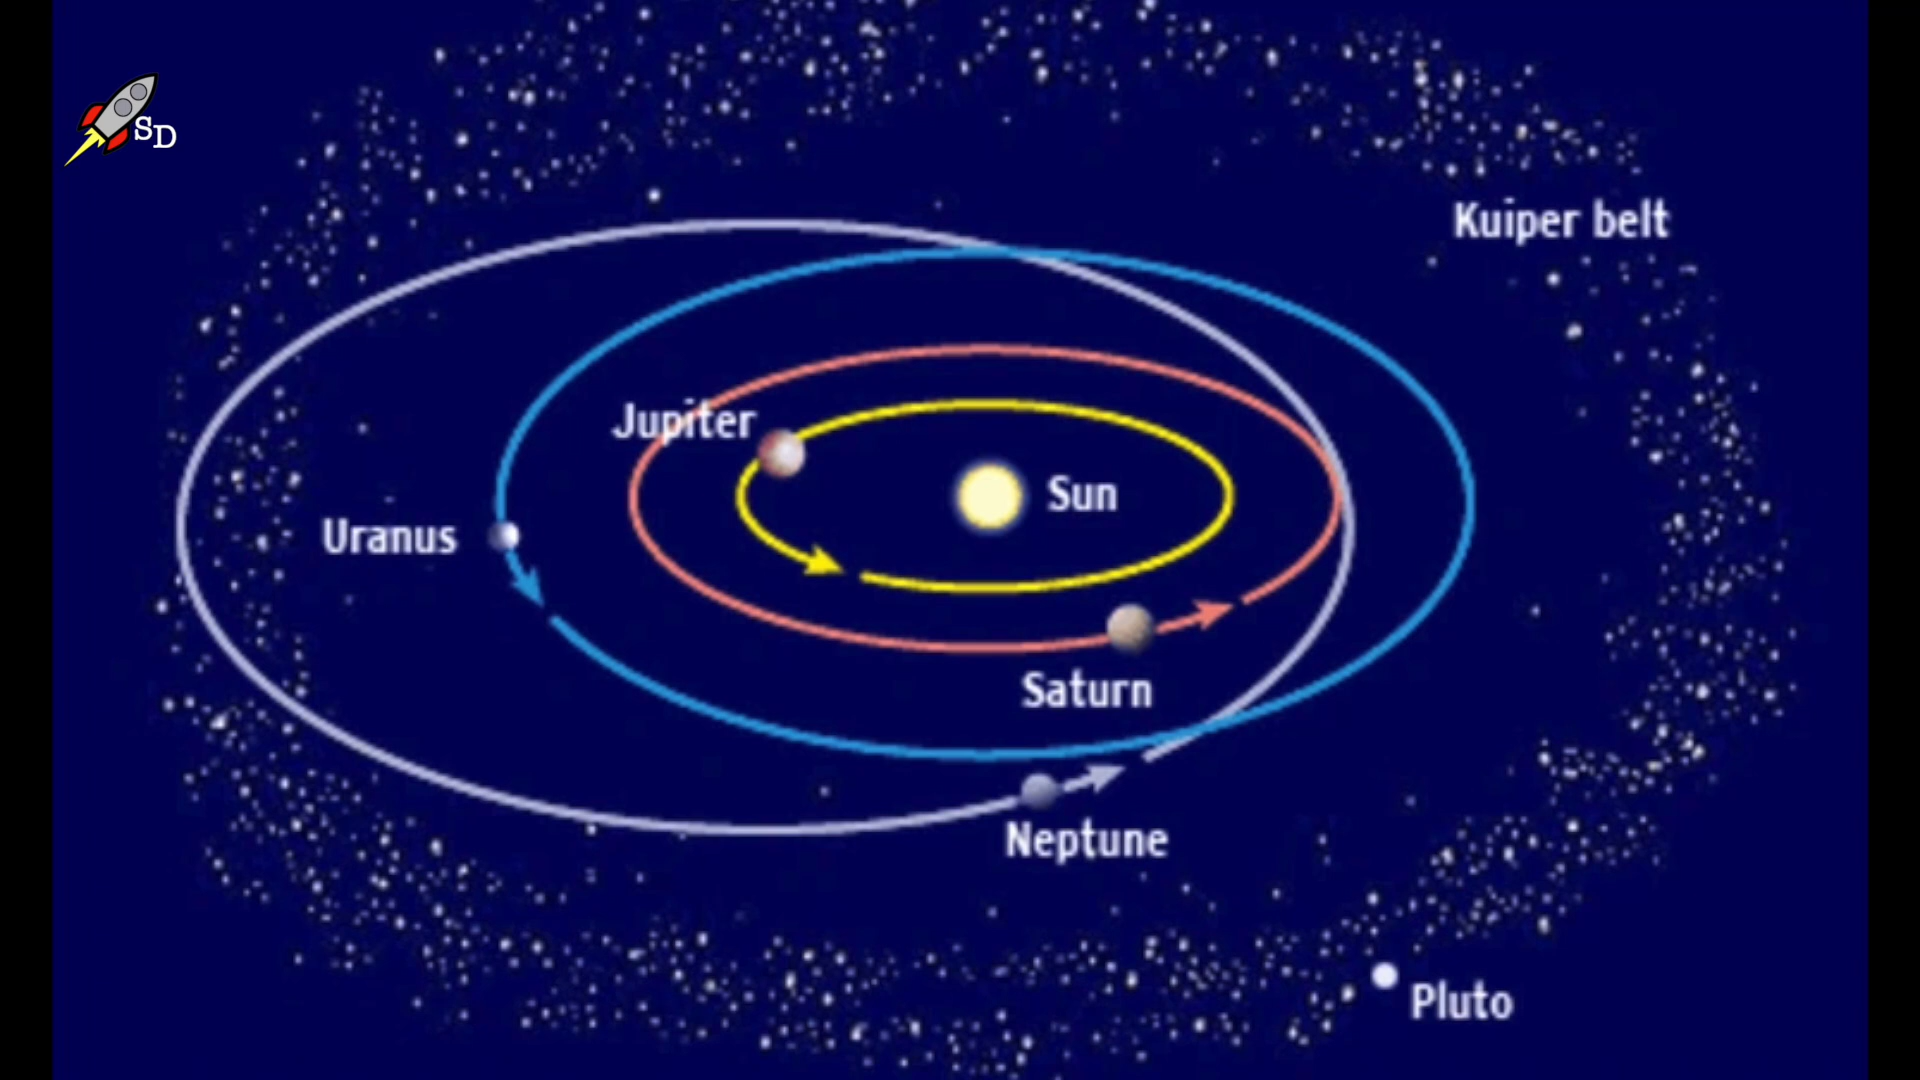 SD
Kuiper belt
Jupiter
Sun
Uranus
Saturn
Neptune
Pluto